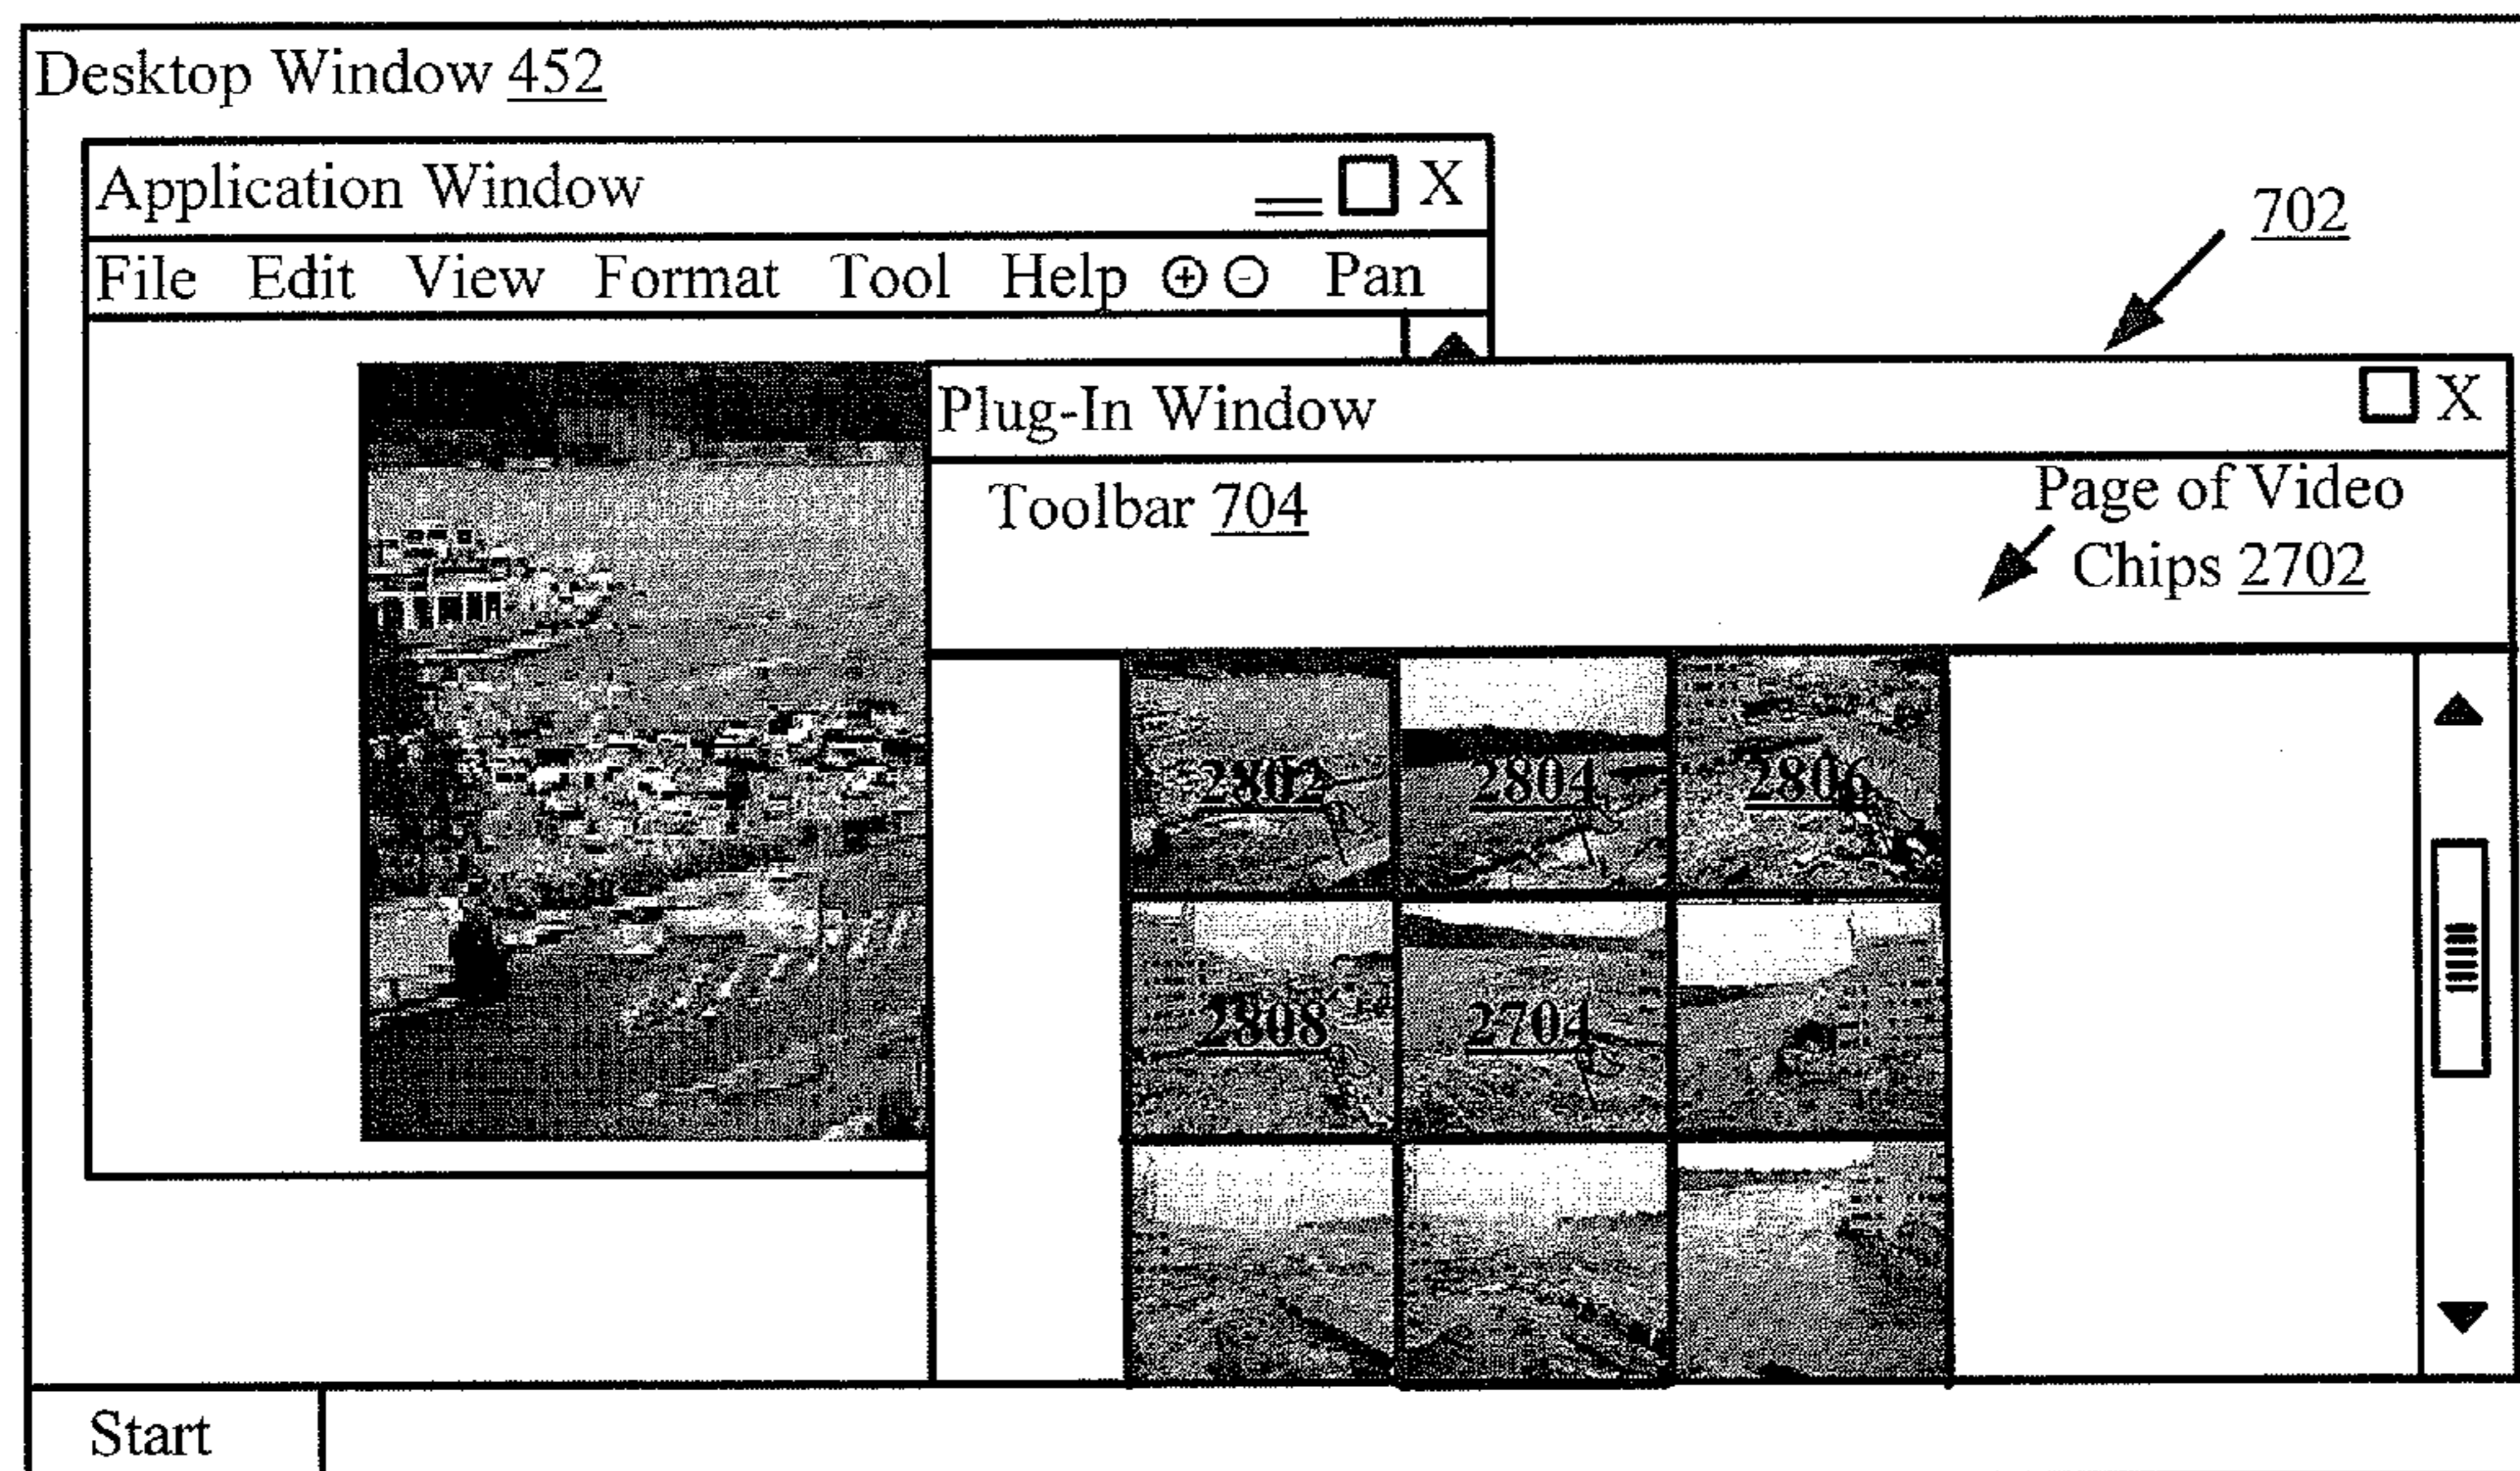 Desktop Window 452
Application Window X
File Edit View Format Tool Help + - Pan
702
Plug-In Window X
Toolbar 704
Page of Video
Chips 2702
2802 2804 2806
2808 2704
Start